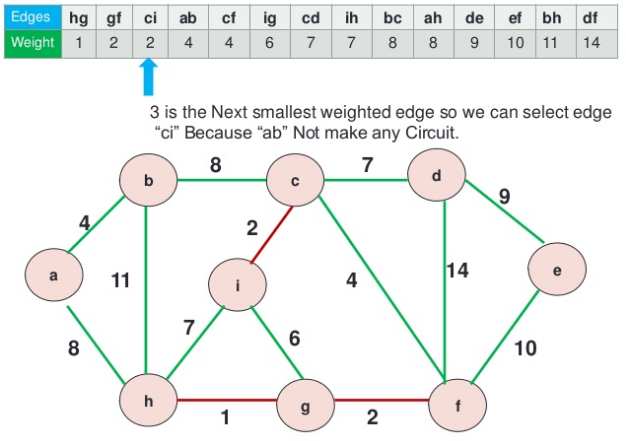 Edges hg gf ci ab cf ig cd ih bc ah de ef bh df
Weight 1 2 2 4 4 6 7 7 8 8 9 10 11 14
3 is the Next smallest weighted edge so we can select edge
“ci” Because “ab” Not make any Circuit.
8 7
b c d
4 2 9
a 11 i 4 14 e
8 7 6 10
h g f
1 2